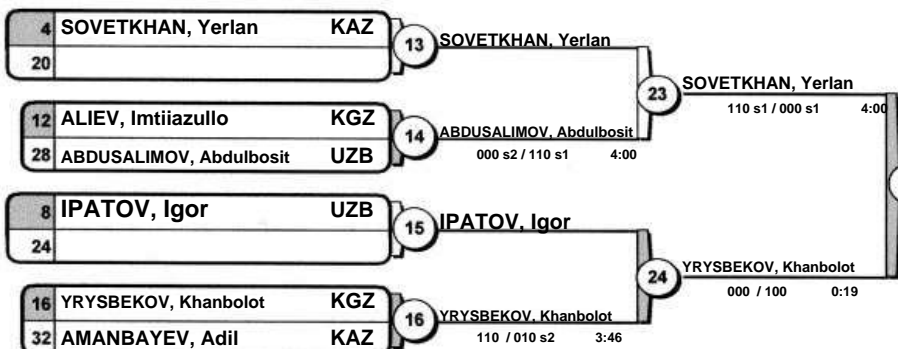 4 SOVETKHAN, Yerlan KAZ
20
13
SOVETKHAN, Yerlan
12 ALIEV, Imtiiazullo KGZ
28 ABDUSALIMOV, Abdulbosit UZB
14
ABDUSALIMOV, Abdulbosit
000 s2 / 110 s1 4:00
23
SOVETKHAN, Yerlan
110 s1 / 000 s1 4:00
8 IPATOV, Igor UZB
24
15
IPATOV, Igor
16 YRYSBEKOV, Khanbolot KGZ
32 AMANBAYEV, Adil KAZ
16
YRYSBEKOV, Khanbolot
110 / 010 s2 3:46
24
YRYSBEKOV, Khanbolot
000 / 100 0:19